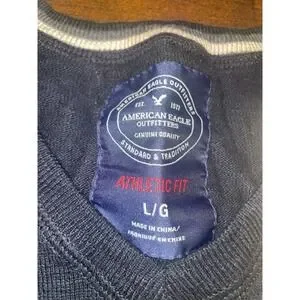 AMERICAN EAGLE OUTFITTERS
EST. 1977
AMERICAN EAGLE
OUTFITTERS
GENUINE QUALITY
STANDARD & TRADITION
ATHLETIC FIT
L/G
MADE IN CHINA/
FABRIQUÉ EN CHINE